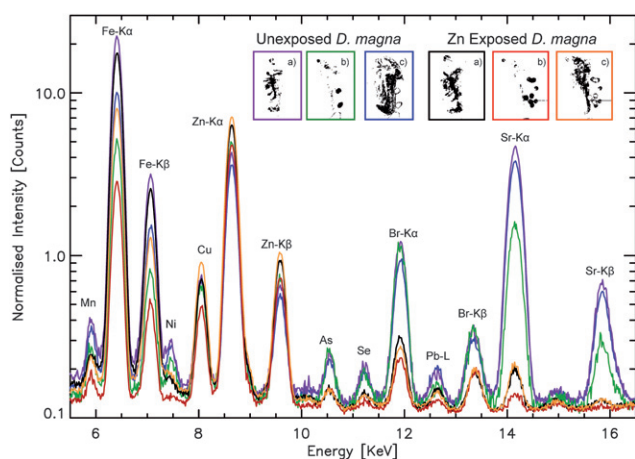 Unexposed D. magna Zn Exposed D. magna
a) b) c) a) b) c)
Fe-Kα
Fe-Kβ
Zn-Kα
Sr-Kα
Mn
Ni
Cu
Zn-Kβ
Br-Kα
As
Se
Pb-L
Br-Kβ
Sr-Kβ
Normalised Intensity [Counts]
10.0
1.0
0.1
6 8 10 12 14 16
Energy [KeV]